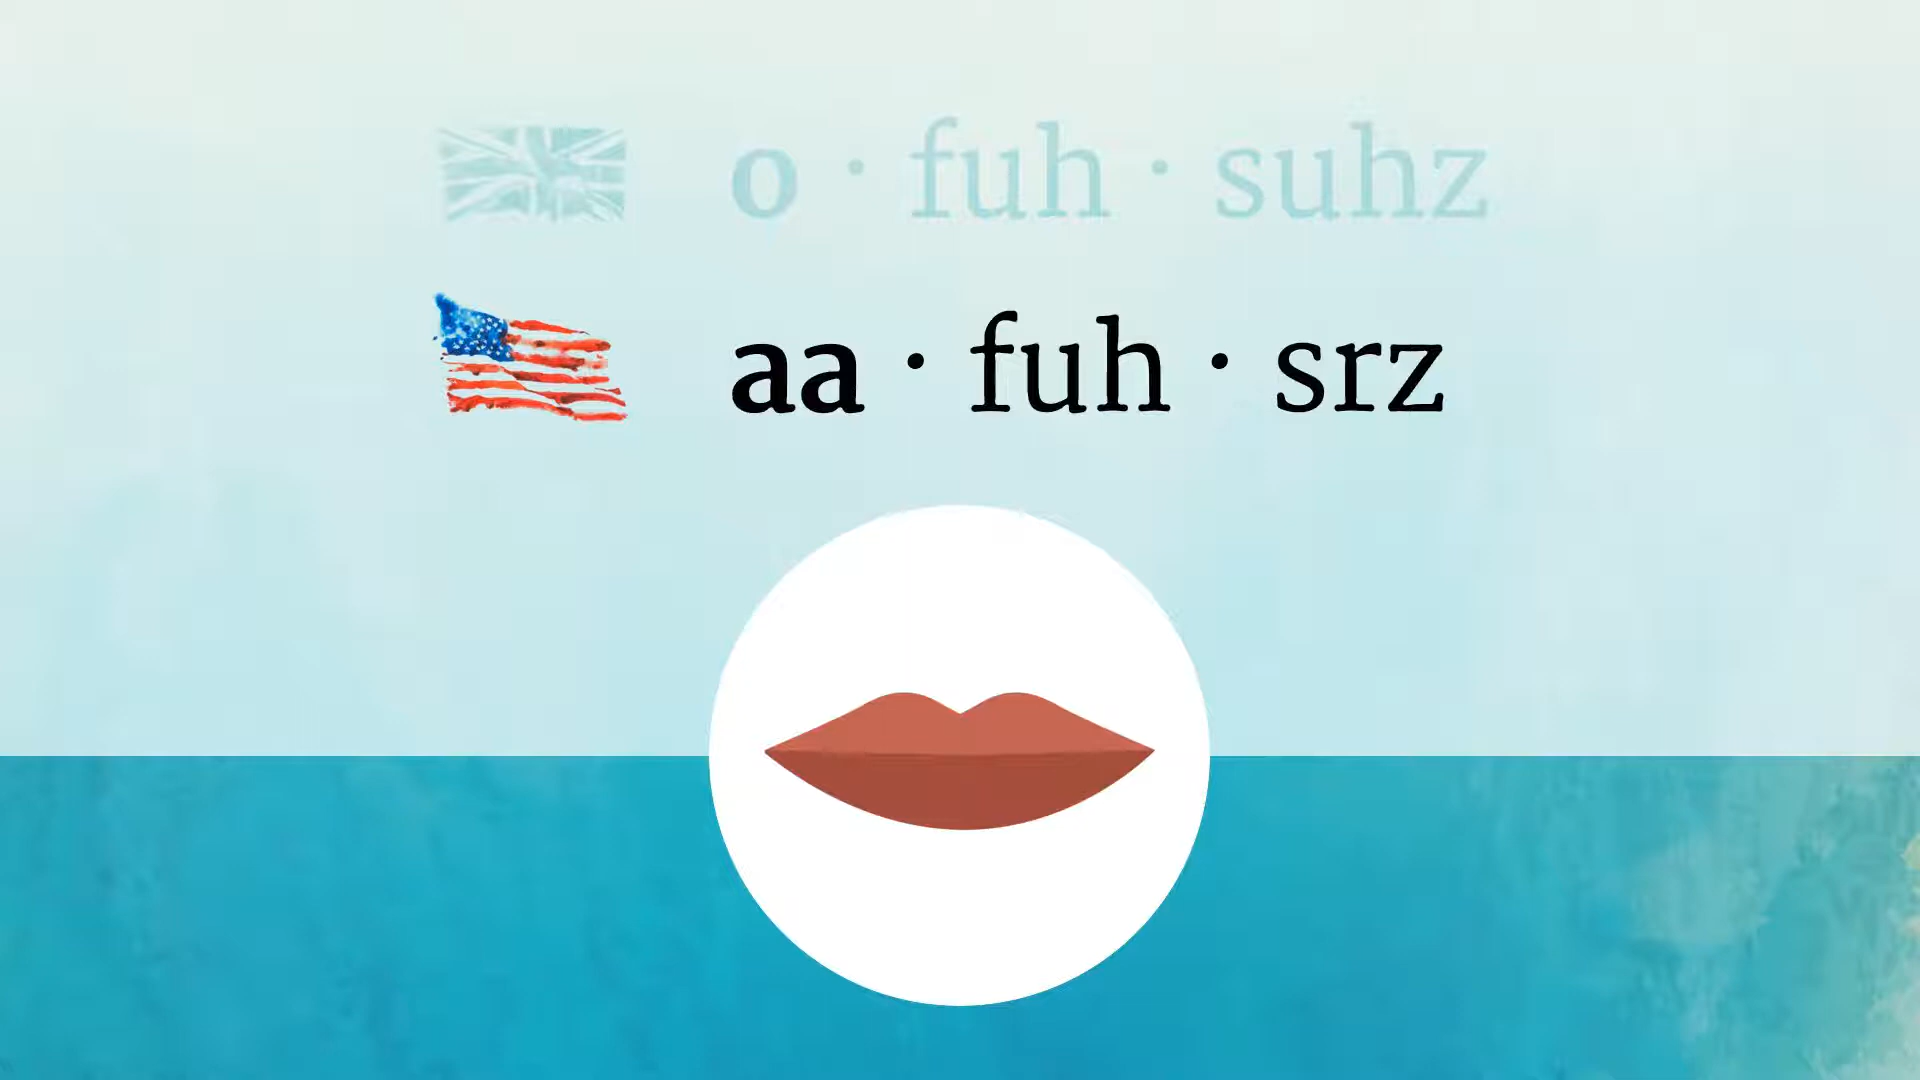 o · fuh · suhz
aa · fuh · srz